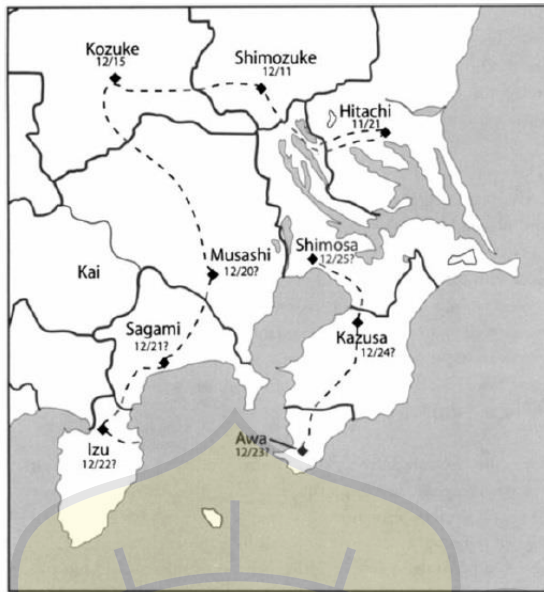 Kozuke
12/15
Shimozuke
12/11
Hitachi
11/21
Kai
Musashi
12/20?
Shimosa
12/25?
Sagami
12/21?
Kazusa
12/24?
Izu
12/22?
Awa
12/23?